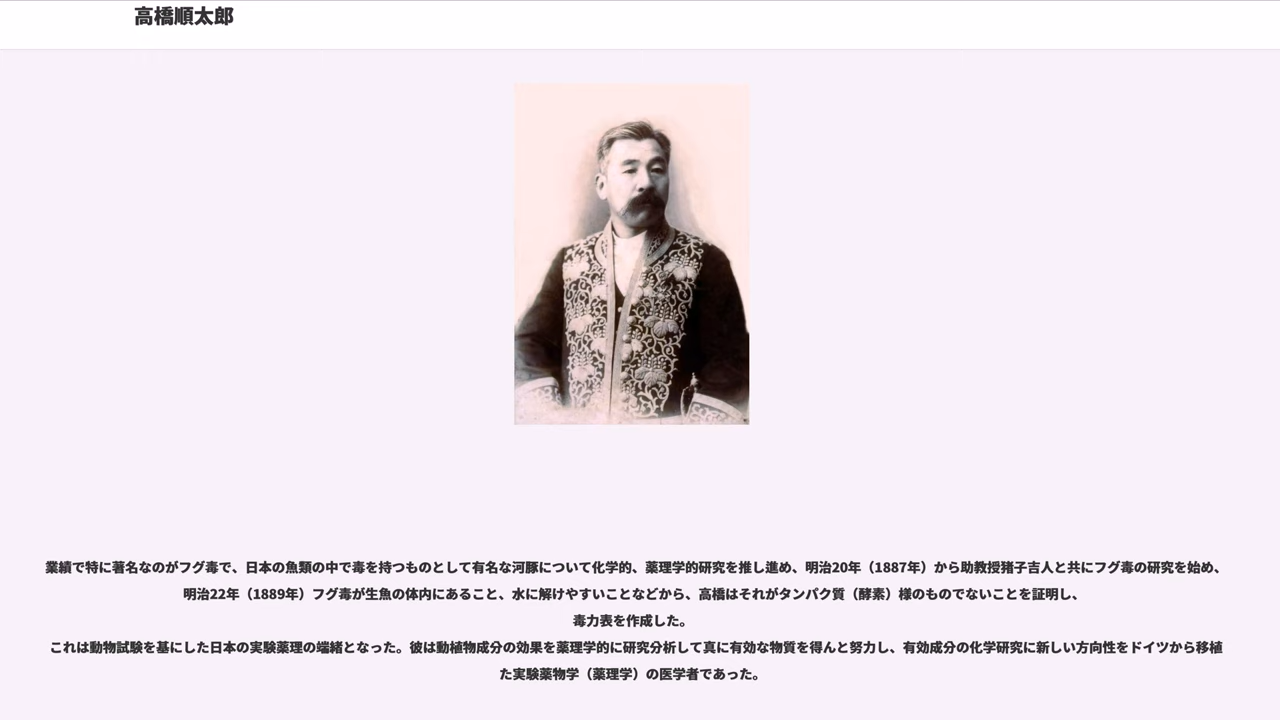 高橋順太郎
業績で特に著名なのがフグ毒で、日本の魚類の中で毒を持つものとして有名な河豚について化学的、薬理学的研究を推し進め、明治20年（1887年）から助教授猪子吉人と共にフグ毒の研究を始め、
明治22年（1889年）フグ毒が生魚の体内にあること、水に解けやすいことなどから、高橋はそれがタンパク質（酵素）様のものでないことを証明し、
毒力表を作成した。
これは動物試験を基にした日本の実験薬理の端緒となった。彼は動植物成分の効果を薬理学的に研究分析して真に有効な物質を得んと努力し、有効成分の化学研究に新しい方向性をドイツから移植
た実験薬物学（薬理学）の医学者であった。